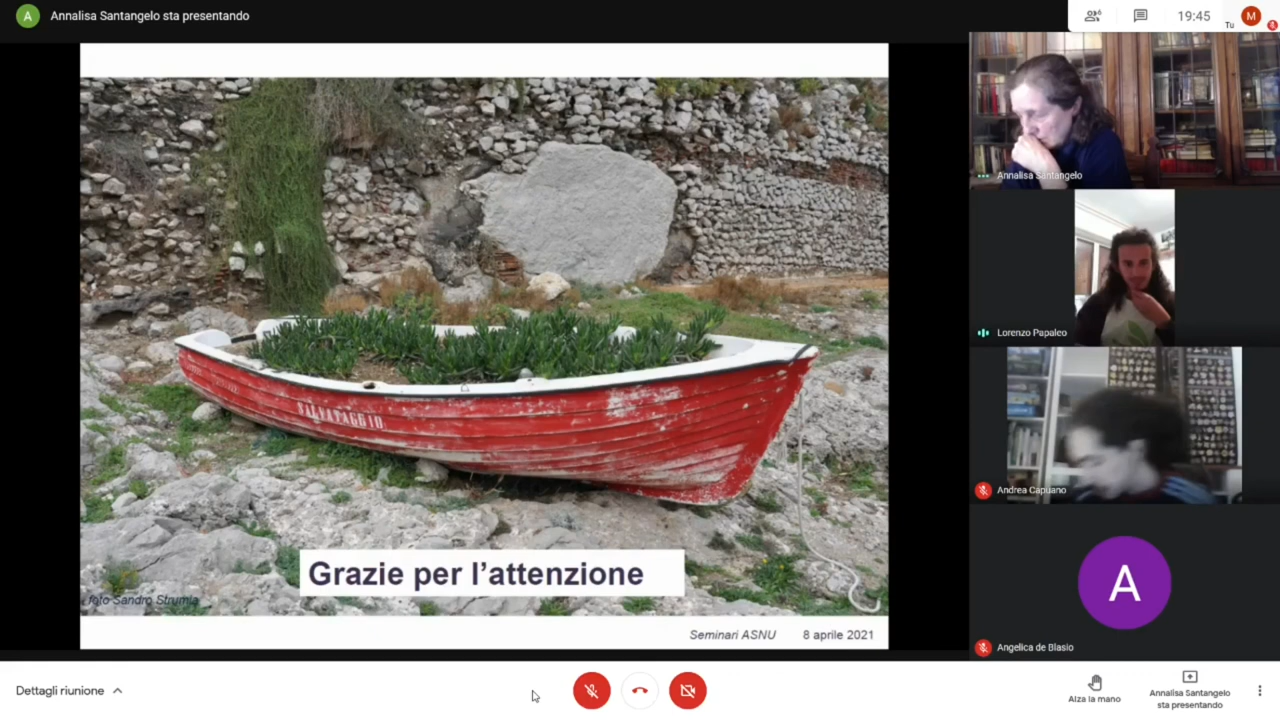 A
Annalisa Santangelo sta presentando
6
19:45
Tu
M
Annalisa Santangelo
Lorenzo Papaleo
Andrea Capuano
A
Angelica de Blasio
SALVATAGGIO
Grazie per l'attenzione
foto Sandro Strumia
Seminari ASNU 8 aprile 2021
Dettagli riunione
Alza la mano
Annalisa Santangelo
sta presentando